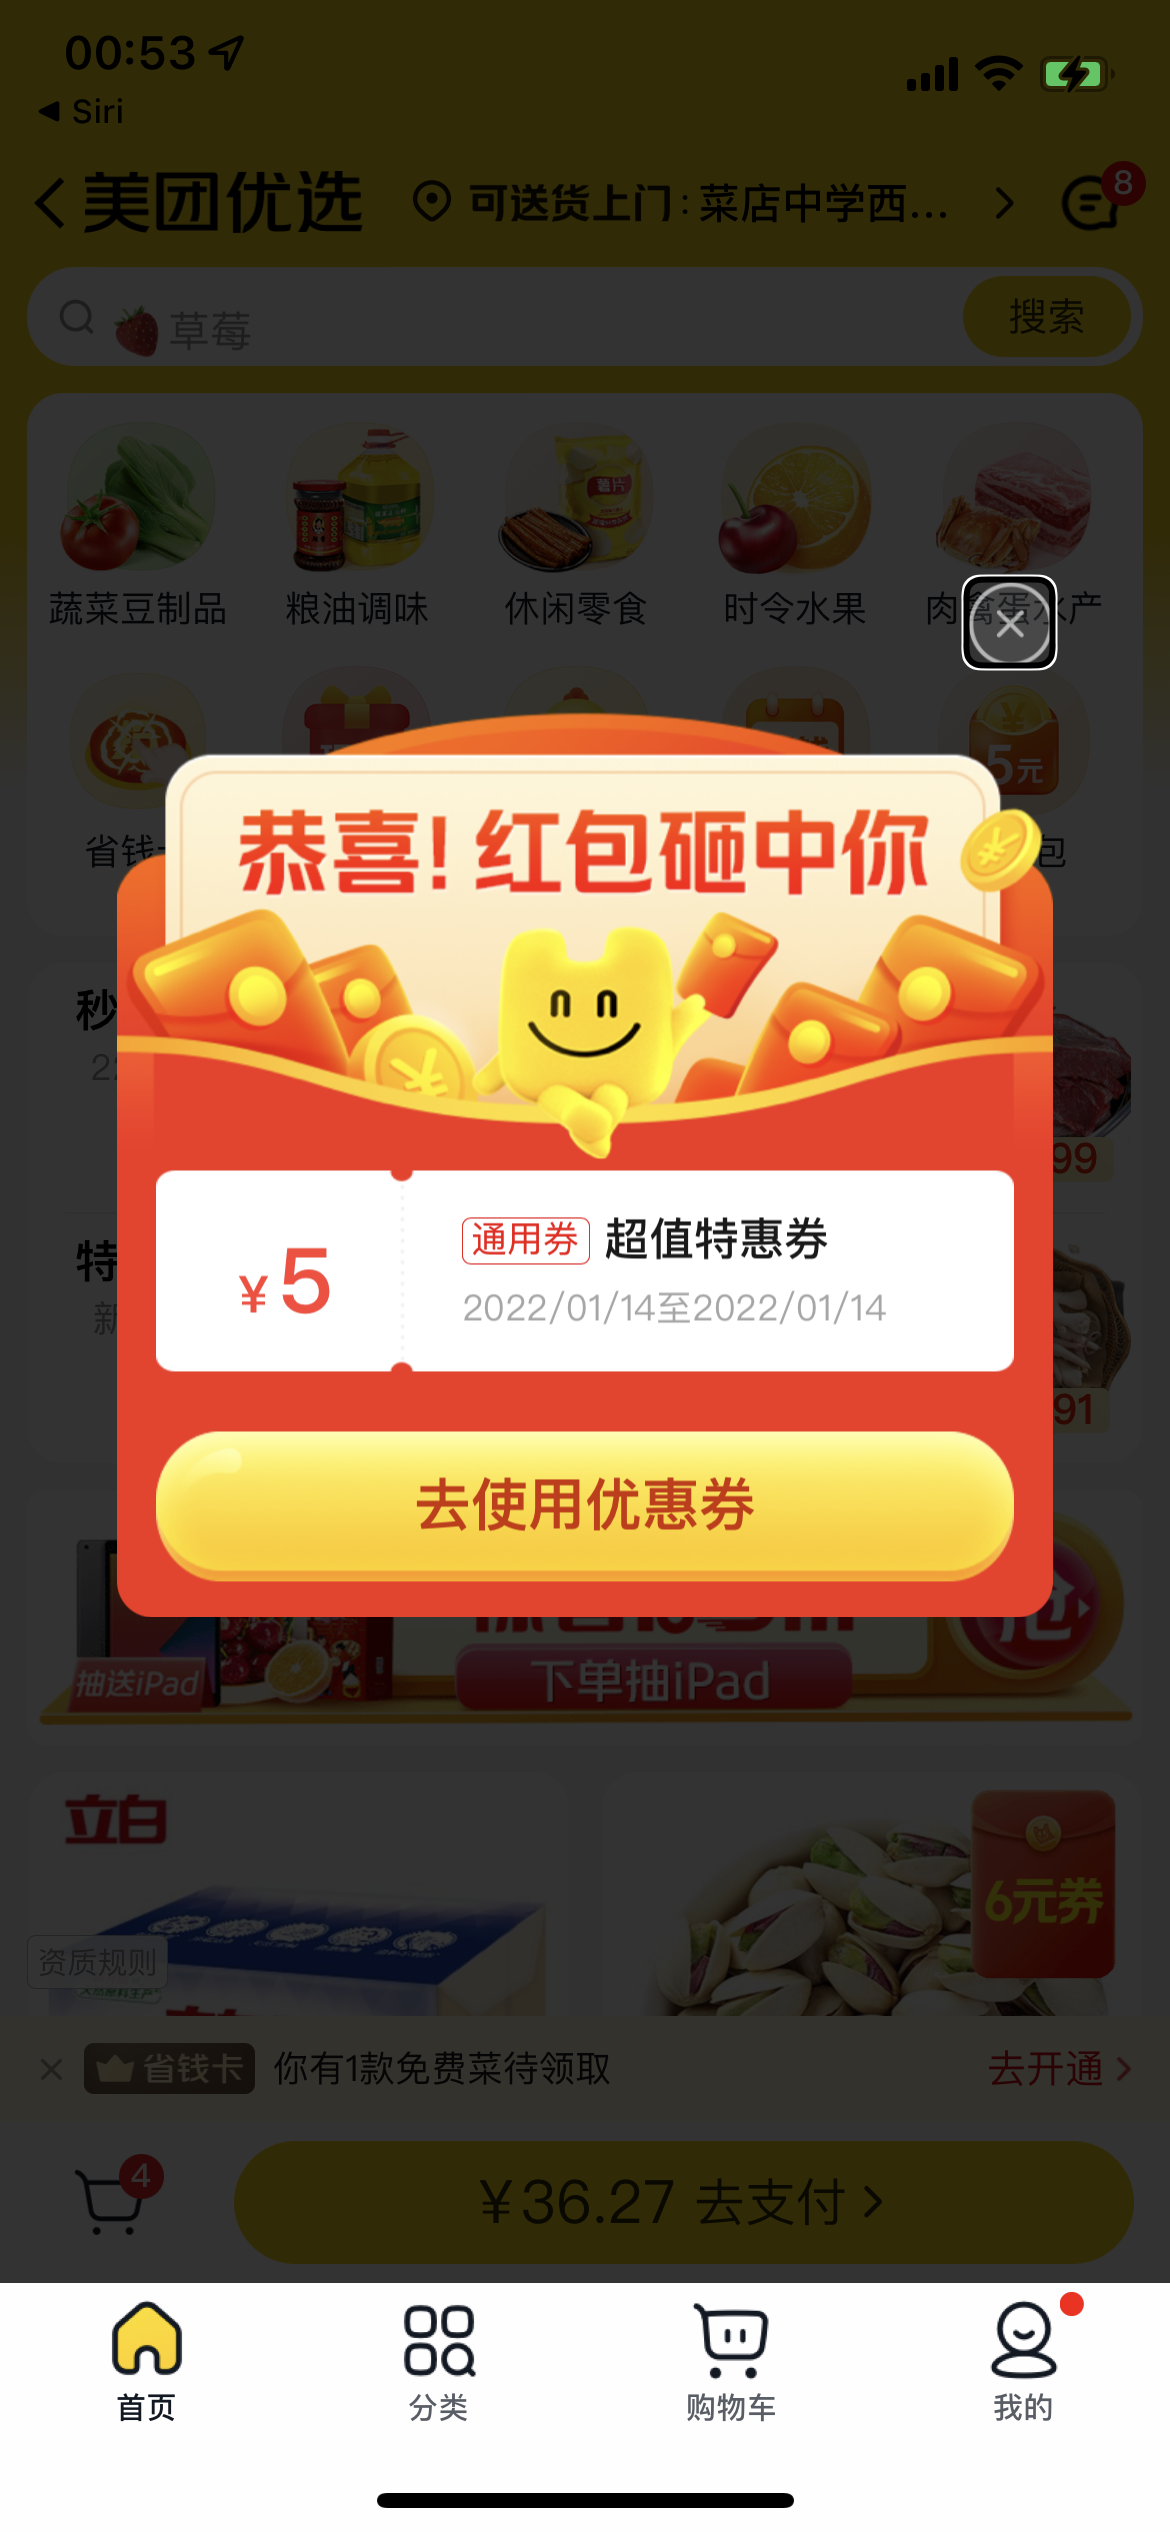 00:53
Siri
美团优选
可送货上门:菜店中学西...
8
草莓
搜索
薯片
蔬菜豆制品
粮油调味
休闲零食
时令水果
5元
省钱
包
恭喜!红包砸中你
秒
99
¥5
通用券 超值特惠券
2022/01/14至2022/01/14
特
新
91
去使用优惠券
抢
抽送iPad
下单抽iPad
立白
6元券
资质规则
省钱卡
你有1款免费菜待领取
去开通
4
¥36.27 去支付
首页
分类
购物车
我的